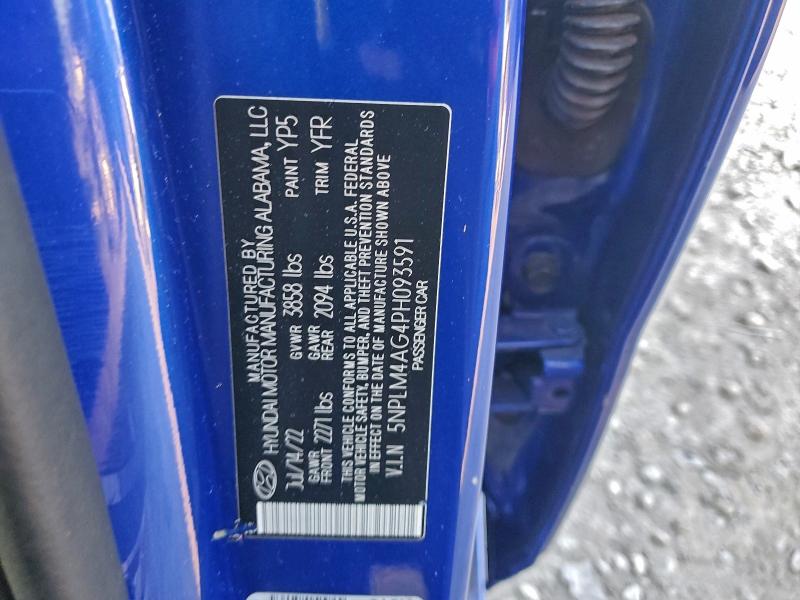 MANUFACTURED BY
HYUNDAI MOTOR MANUFACTURING ALABAMA, LLC
JUL/14/22 GVWR 3858 lbs PAINT YP5
GAWR FRONT 2271 lbs GAWR REAR 2094 lbs TRIM YFR
THIS VEHICLE CONFORMS TO ALL APPLICABLE U.S.A. FEDERAL
MOTOR VEHICLE SAFETY, BUMPER, AND THEFT PREVENTION STANDARDS
IN EFFECT ON THE DATE OF MANUFACTURE SHOWN ABOVE
V.I.N 5NPLM4AG4PH093591
PASSENGER CAR